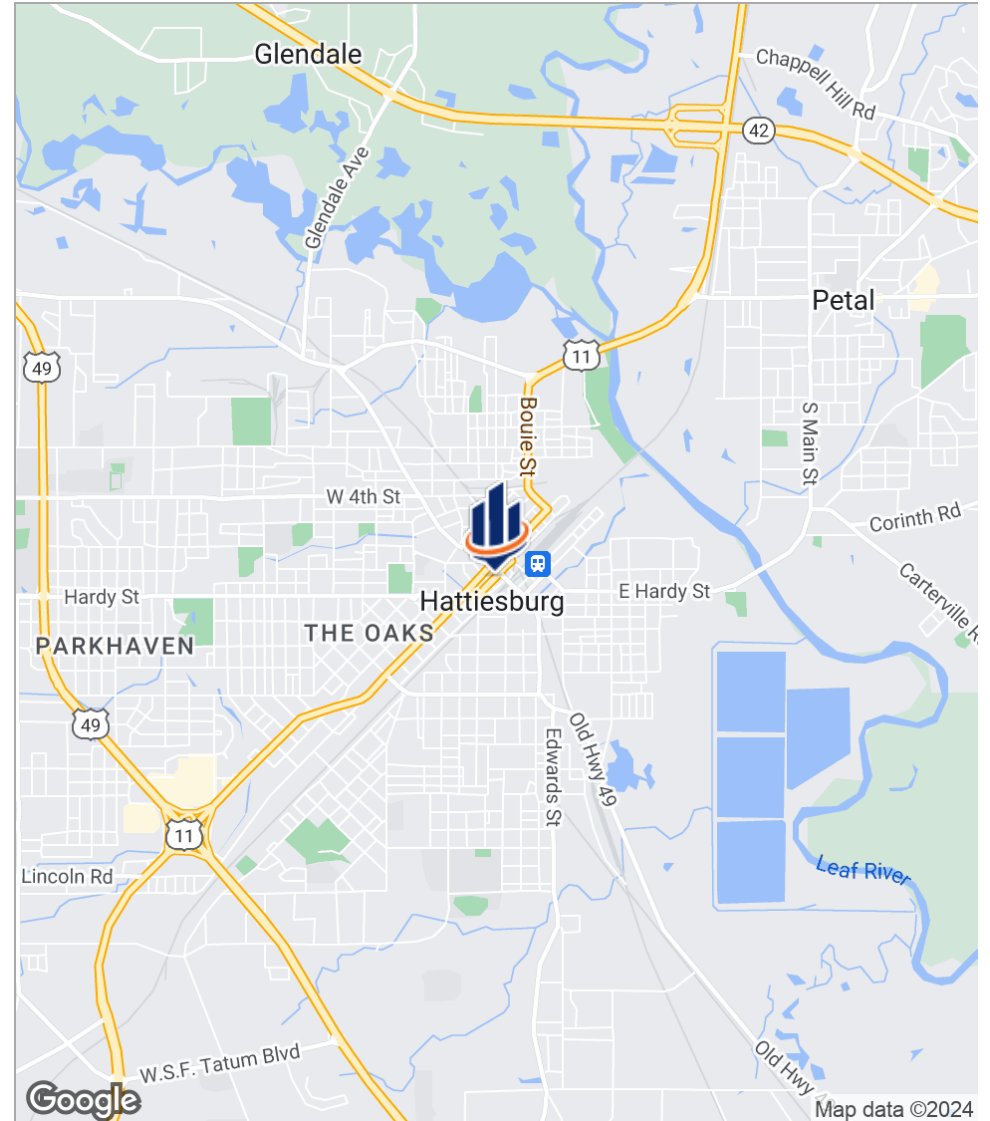 Glendale
Chappell Hill Rd
42
Glendale Ave
Petal
11
49
Bouie St
S Main St
W 4th St
Corinth Rd
Hardy St
E Hardy St
Hattiesburg
Carterville R
THE OAKS
PARKHAVEN
49
Old Hwy 49
Edwards St
11
Leaf River
Lincoln Rd
Old Hwy 49
W.S.F. Tatum Blvd
Google
Map data ©2024